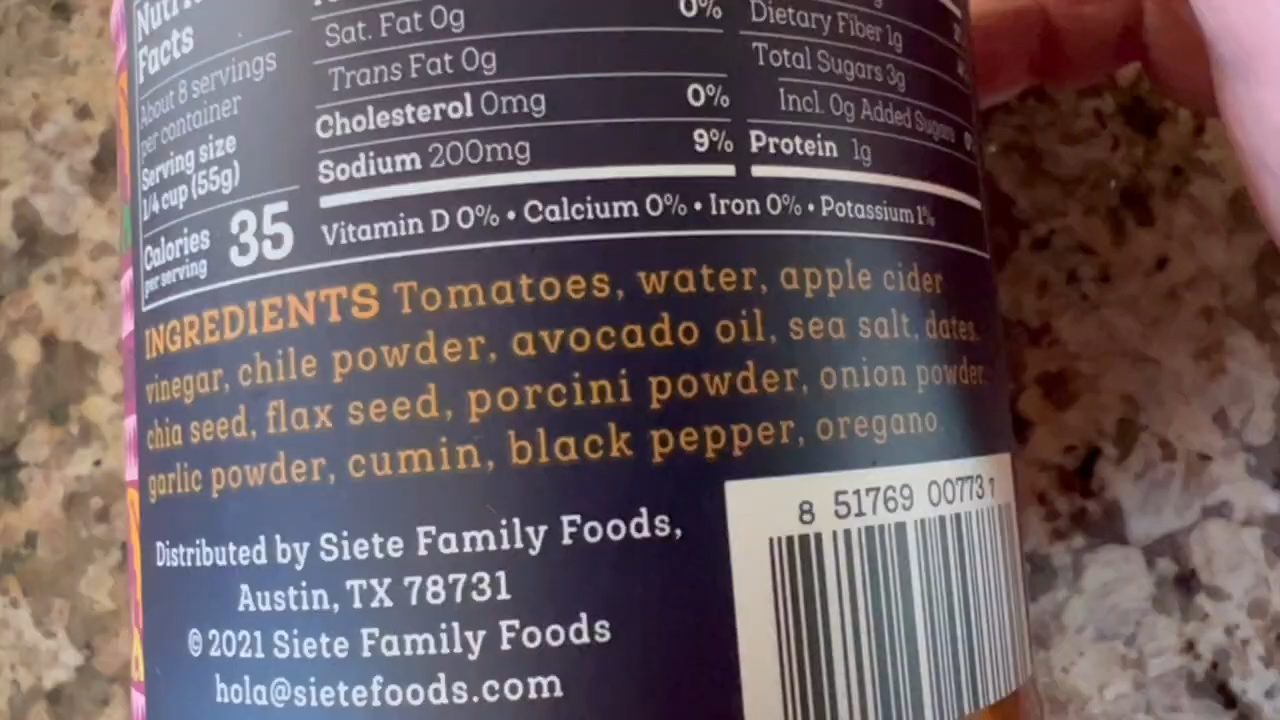 Nutri
Facts
About 8 servings
per container
Serving size
1/4 cup (55g)
Calories
per serving
35
Sat. Fat 0g 0%
Trans Fat 0g
Cholesterol 0mg 0%
Sodium 200mg 9%
Dietary Fiber 1g
Total Sugars 3g
Incl. 0g Added Sugars
Protein 1g
Vitamin D 0% • Calcium 0% • Iron 0% • Potassium 1%
INGREDIENTS Tomatoes, water, apple cider
vinegar, chile powder, avocado oil, sea salt, dates,
chia seed, flax seed, porcini powder, onion powder,
garlic powder, cumin, black pepper, oregano.
Distributed by Siete Family Foods,
Austin, TX 78731
© 2021 Siete Family Foods
hola@sietefoods.com
8 51769 00773 7